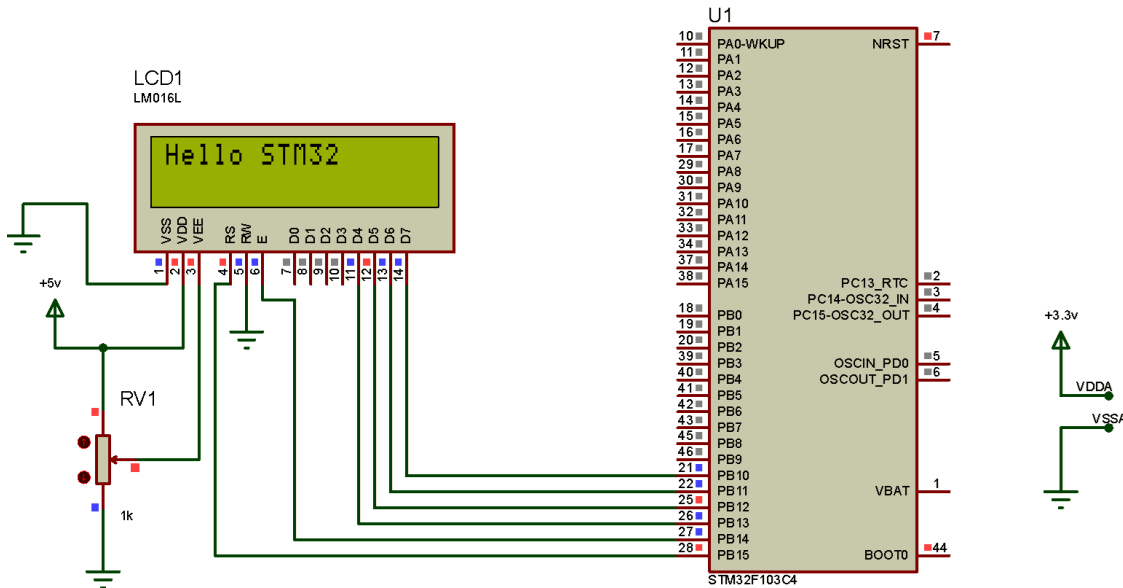 U1
LCD1
LM016L
Hello STM32
VSS VDD VEE RS RW E D0 D1 D2 D3 D4 D5 D6 D7
1 2 3 4 5 6 7 8 9 10 11 12 13 14
+5v
RV1
1k
10 PA0-WKUP
11 PA1
12 PA2
13 PA3
14 PA4
15 PA5
16 PA6
17 PA7
29 PA8
30 PA9
31 PA10
32 PA11
33 PA12
34 PA13
37 PA14
38 PA15
18 PB0
19 PB1
20 PB2
39 PB3
40 PB4
41 PB5
42 PB6
43 PB7
45 PB8
46 PB9
21 PB10
22 PB11
25 PB12
26 PB13
27 PB14
28 PB15
NRST 7
PC13_RTC 2
PC14-OSC32_IN 3
PC15-OSC32_OUT 4
OSCIN_PD0 5
OSCOUT_PD1 6
VBAT 1
BOOT0 44
STM32F103C4
+3.3v
VDDA
VSSA